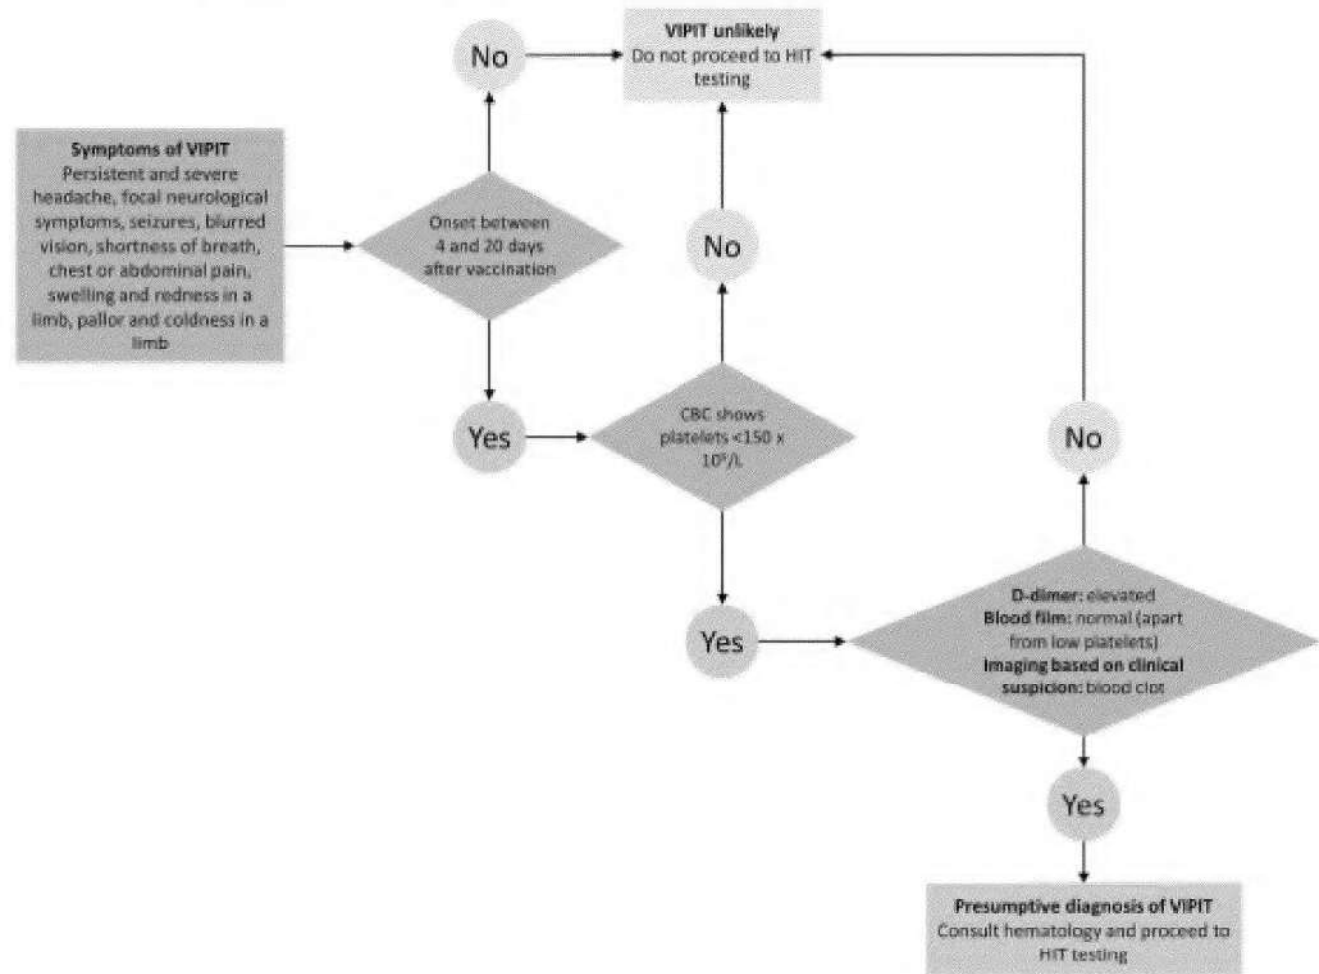 Symptoms of VIPIT
Persistent and severe
headache, focal neurological
symptoms, seizures, blurred
vision, shortness of breath,
chest or abdominal pain,
swelling and redness in a
limb, pallor and coldness in a
limb
Onset between
4 and 20 days
after vaccination
No
VIPIT unlikely
Do not proceed to HIT
testing
Yes
CBC shows
platelets <150 x
10⁹/L
No
Yes
D-dimer: elevated
Blood film: normal (apart
from low platelets)
Imaging based on clinical
suspicion: blood clot
No
Yes
Presumptive diagnosis of VIPIT
Consult hematology and proceed to
HIT testing